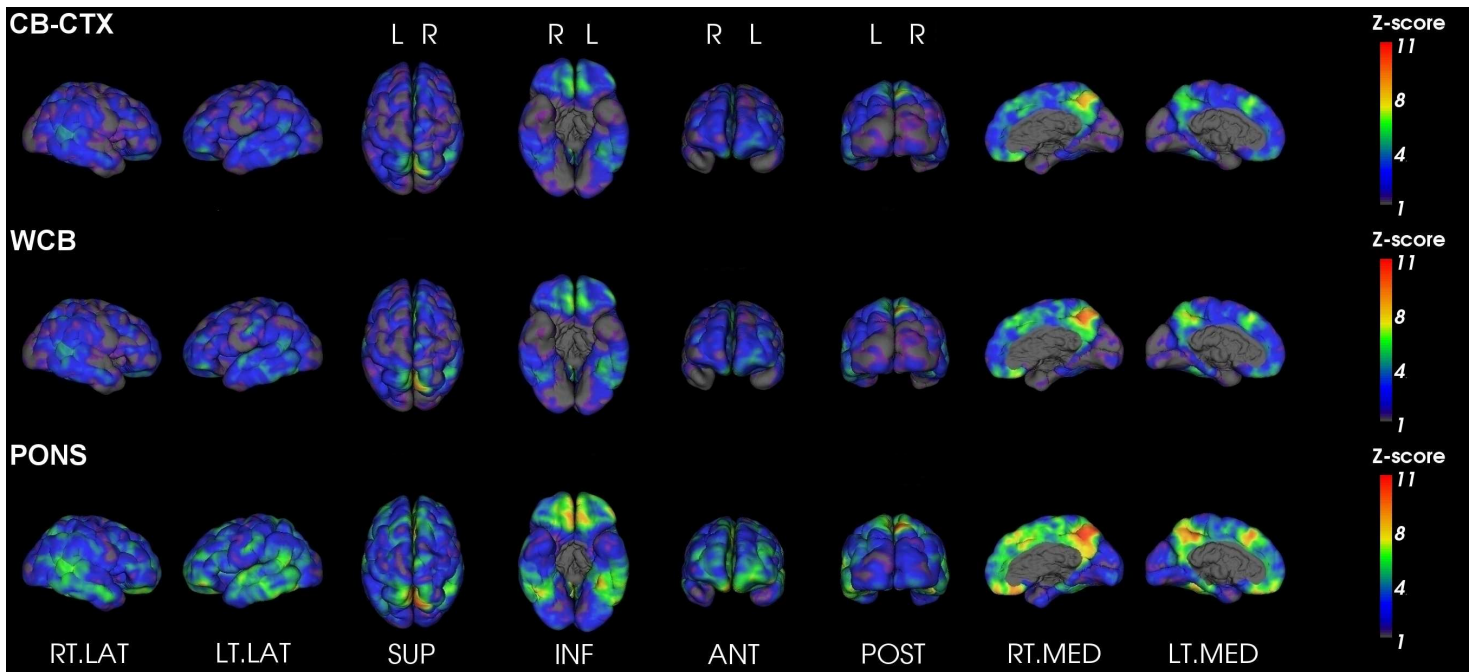 CB-CTX
L R
R L
R L
L R
Z-score
11
8
4
1
WCB
Z-score
11
8
4
1
PONS
Z-score
11
8
4
1
RT.LAT
LT.LAT
SUP
INF
ANT
POST
RT.MED
LT.MED